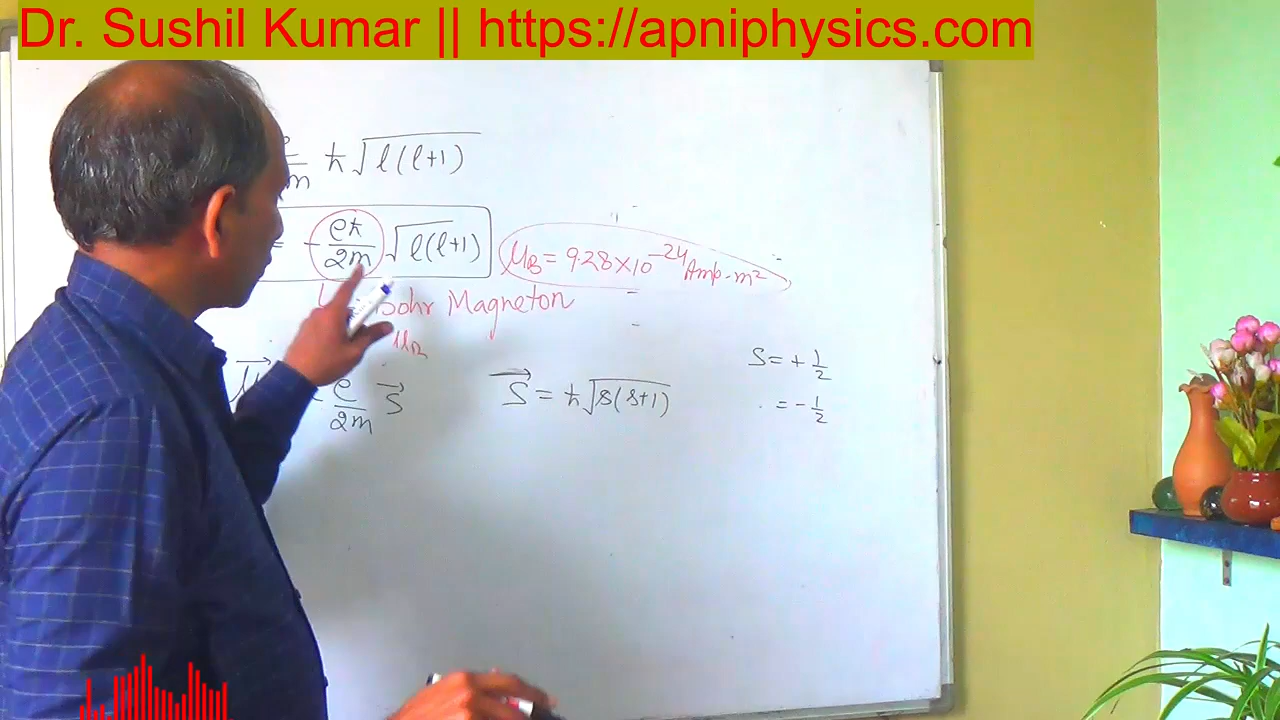 Dr. Sushil Kumar || https://apniphysics.com
ħ √l(l+1)
= - eħ/2m √l(l+1)
μB = 9.28×10^-24 Amp-m²
Bohr Magneton
μB
e/2m S⃗
S⃗ = ħ√s(s+1)
S = + 1/2
= - 1/2